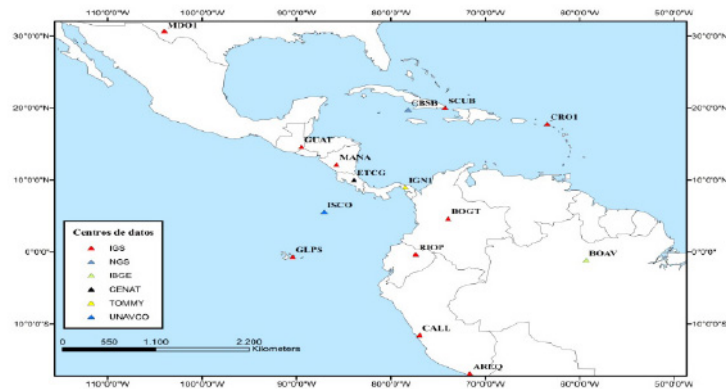 110°0'0"W 100°0'0"W 90°0'0"W 80°0'0"W 70°0'0"W 60°0'0"W 50°0'0"W
MDO1
30°0'0"N 30°0'0"N
GBSB SCUB
20°0'0"N 20°0'0"N
CRO1
GUAT
MANA
ETCG IGN1
10°0'0"N 10°0'0"N
ISCO BOGT
Centros de datos
IGS
NGS
IBGE
CENAT
TOMMY
UNAVCO
GLPS RIOP BOAV
0°0'0" 0°0'0"
CALL
10°0'0"S 10°0'0"S
0 550 1.100 2.200
Kilometers
AREQ
110°0'0"W 100°0'0"W 90°0'0"W 80°0'0"W 70°0'0"W 60°0'0"W 50°0'0"W